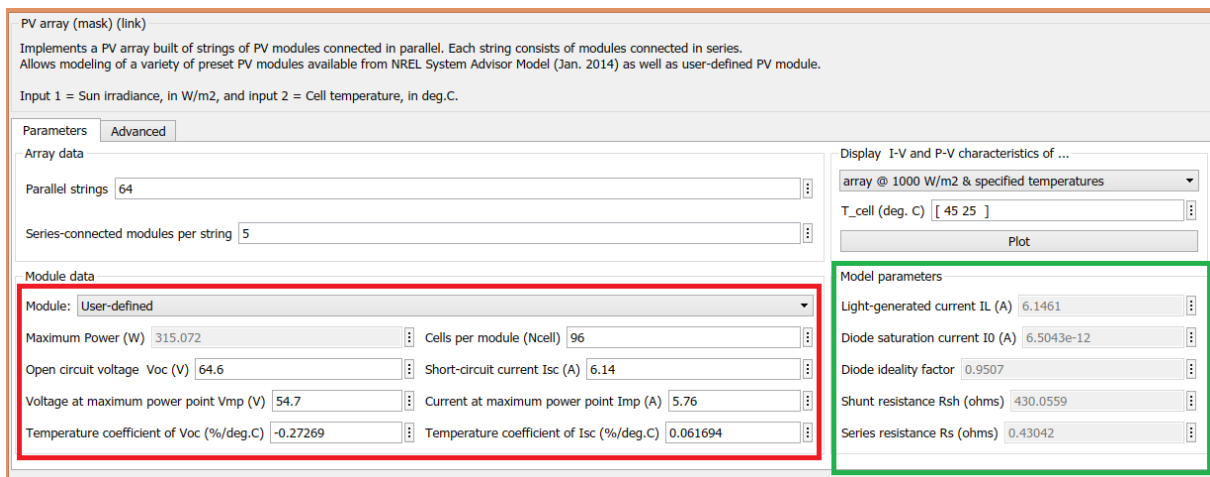 PV array (mask) (link)
Implements a PV array built of strings of PV modules connected in parallel. Each string consists of modules connected in series.
Allows modeling of a variety of preset PV modules available from NREL System Advisor Model (Jan. 2014) as well as user-defined PV module.
Input 1 = Sun irradiance, in W/m2, and input 2 = Cell temperature, in deg.C.
Parameters Advanced
Array data
Parallel strings 64
Series-connected modules per string 5
Display I-V and P-V characteristics of ...
array @ 1000 W/m2 & specified temperatures
T_cell (deg. C) [ 45 25 ]
Plot
Module data
Module: User-defined
Maximum Power (W) 315.072 Cells per module (Ncell) 96
Open circuit voltage Voc (V) 64.6 Short-circuit current Isc (A) 6.14
Voltage at maximum power point Vmp (V) 54.7 Current at maximum power point Imp (A) 5.76
Temperature coefficient of Voc (%/deg.C) -0.27269 Temperature coefficient of Isc (%/deg.C) 0.061694
Model parameters
Light-generated current IL (A) 6.1461
Diode saturation current I0 (A) 6.5043e-12
Diode ideality factor 0.9507
Shunt resistance Rsh (ohms) 430.0559
Series resistance Rs (ohms) 0.43042